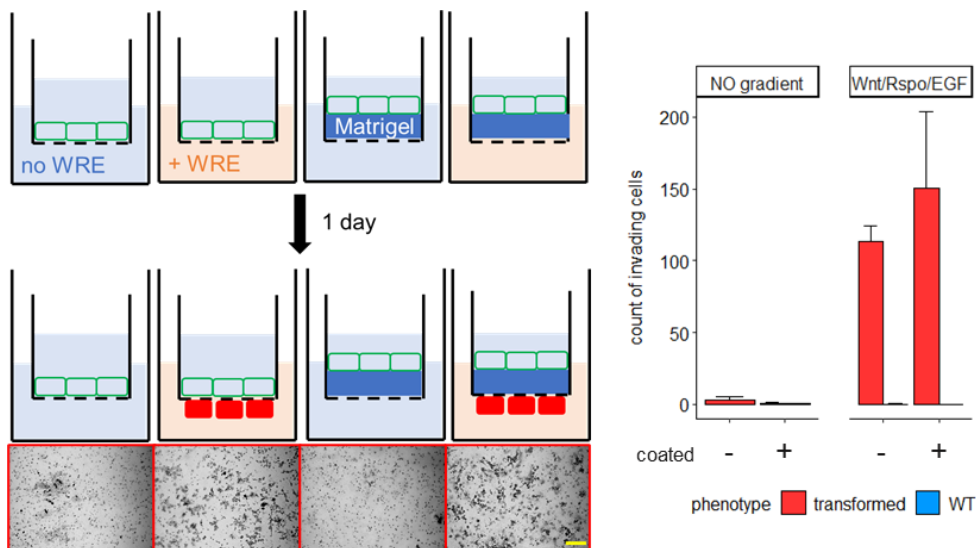 no WRE
+ WRE
Matrigel
1 day
NO gradient
Wnt/Rspo/EGF
count of invading cells
200
150
100
50
0
coated - + - +
phenotype transformed WT